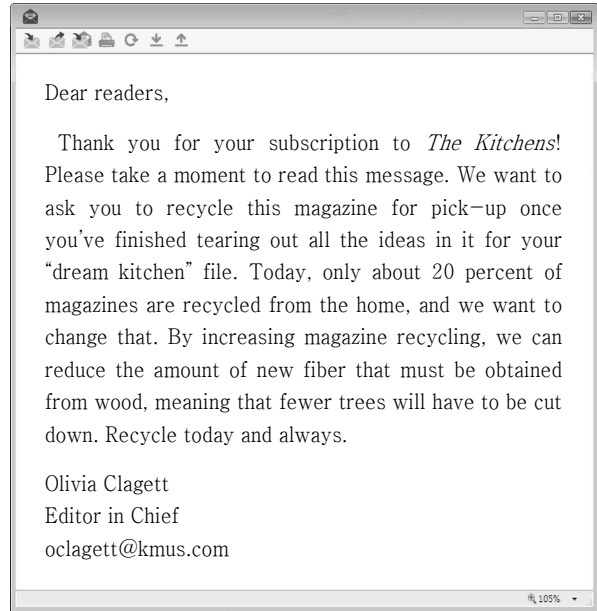 Dear readers,
Thank you for your subscription to The Kitchens!
Please take a moment to read this message. We want to
ask you to recycle this magazine for pick-up once
you've finished tearing out all the ideas in it for your
“dream kitchen” file. Today, only about 20 percent of
magazines are recycled from the home, and we want to
change that. By increasing magazine recycling, we can
reduce the amount of new fiber that must be obtained
from wood, meaning that fewer trees will have to be cut
down. Recycle today and always.
Olivia Clagett
Editor in Chief
oclagett@kmus.com
105%